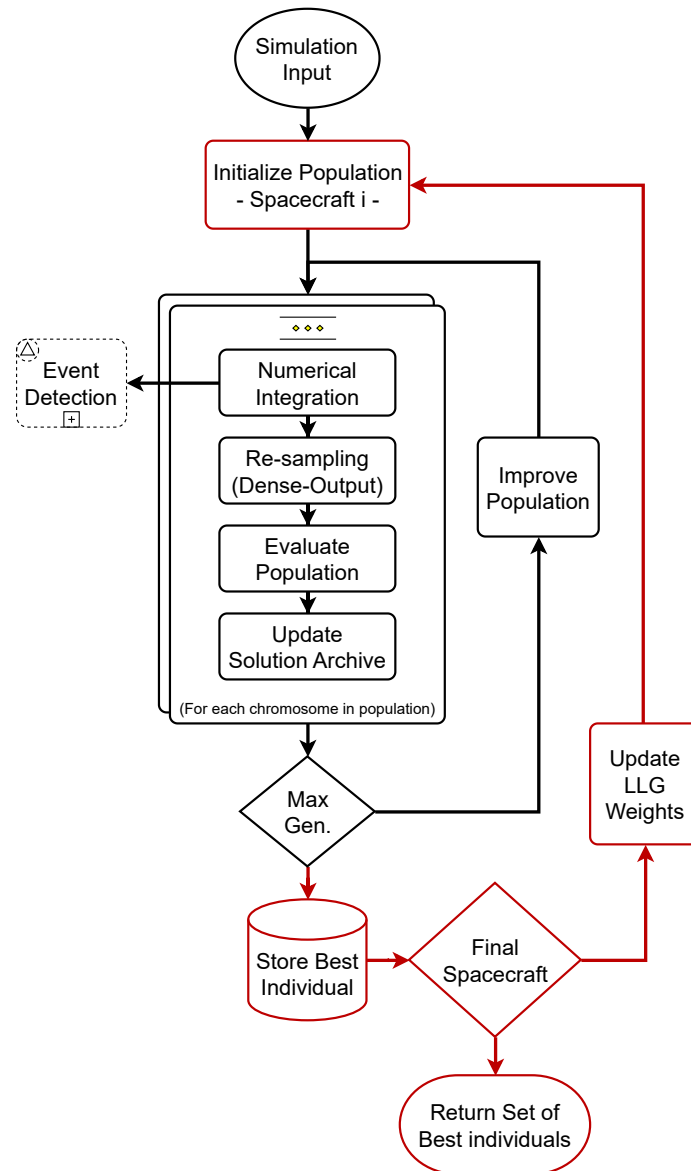 Simulation
Input
Initialize Population
- Spacecraft i -
Event
Detection
+
Numerical
Integration
Re-sampling
(Dense-Output)
Evaluate
Population
Update
Solution Archive
(For each chromosome in population)
Improve
Population
Max
Gen.
Update
LLG
Weights
Store Best
Individual
Final
Spacecraft
Return Set of
Best individuals